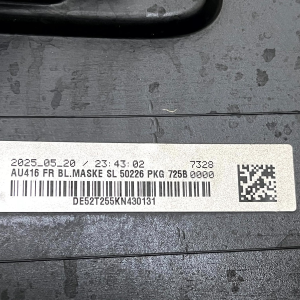 2025_05_20 / 23:43:02 7328
AU416 FR BL.MASKE SL 50226 PKG 725B 0000
DE52T255KN430131